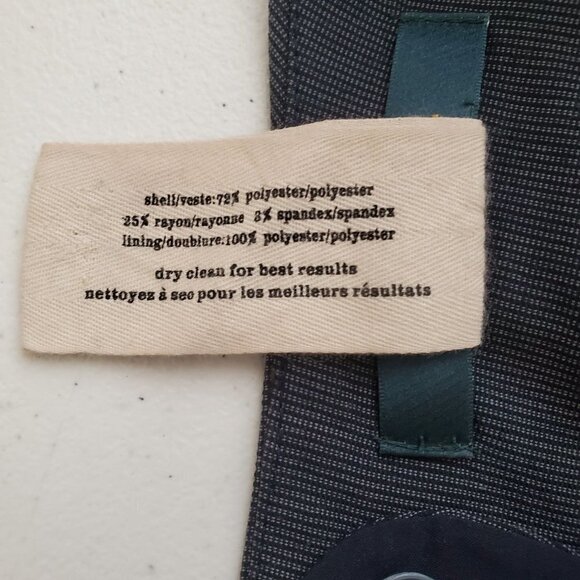 shell/veste:72% polyester/polyester
25% rayon/rayonne 3% spandex/spandex
lining/doublure:100% polyester/polyester
dry clean for best results
nettoyez à sec pour les meilleurs résultats